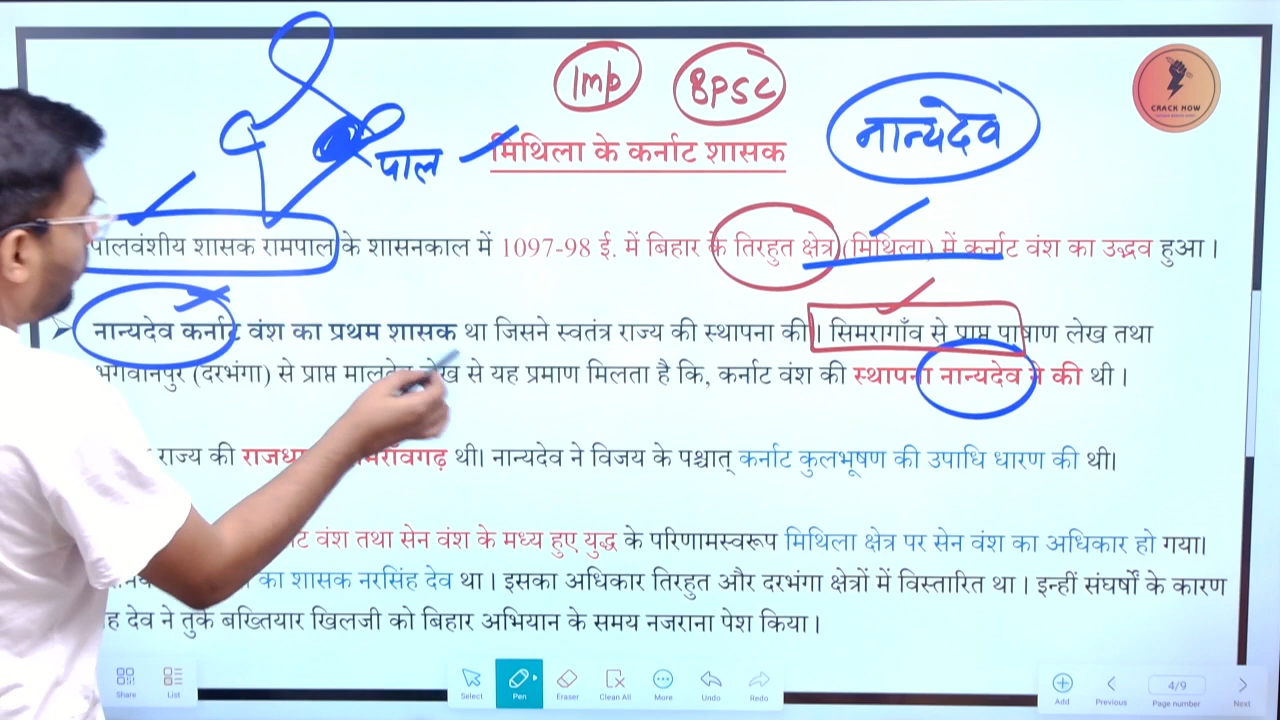 Imp BPSC
CRACK NOW
नान्यदेव
मिथिला के कर्नाट शासक
पाल
पालवंशीय शासक रामपाल के शासनकाल में 1097-98 ई. में बिहार के तिरहुत क्षेत्र (मिथिला) में कर्नाट वंश का उद्भव हुआ।
नान्यदेव कर्नाट वंश का प्रथम शासक था जिसने स्वतंत्र राज्य की स्थापना की। सिमरागाँव से प्राप्त पाषाण लेख तथा
भगवानपुर (दरभंगा) से प्राप्त मालदेव लेख से यह प्रमाण मिलता है कि, कर्नाट वंश की स्थापना नान्यदेव ने की थी।
राज्य की थी। नान्यदेव ने विजय के पश्चात् कर्नाट कुलभूषण की उपाधि धारण की थी।
वंश तथा सेन वंश के मध्य हुए युद्ध के परिणामस्वरूप मिथिला क्षेत्र पर सेन वंश का अधिकार हो गया।
का शासक नरसिंह देव था। इसका अधिकार तिरहुत और दरभंगा क्षेत्रों में विस्तारित था। इन्हीं संघर्षों के कारण
देव ने तुर्क बख्तियार खिलजी को बिहार अभियान के समय नजराना पेश किया।
Share List Select Pen Eraser Clean All More Undo Redo Add Previous 4/9 Page number Next